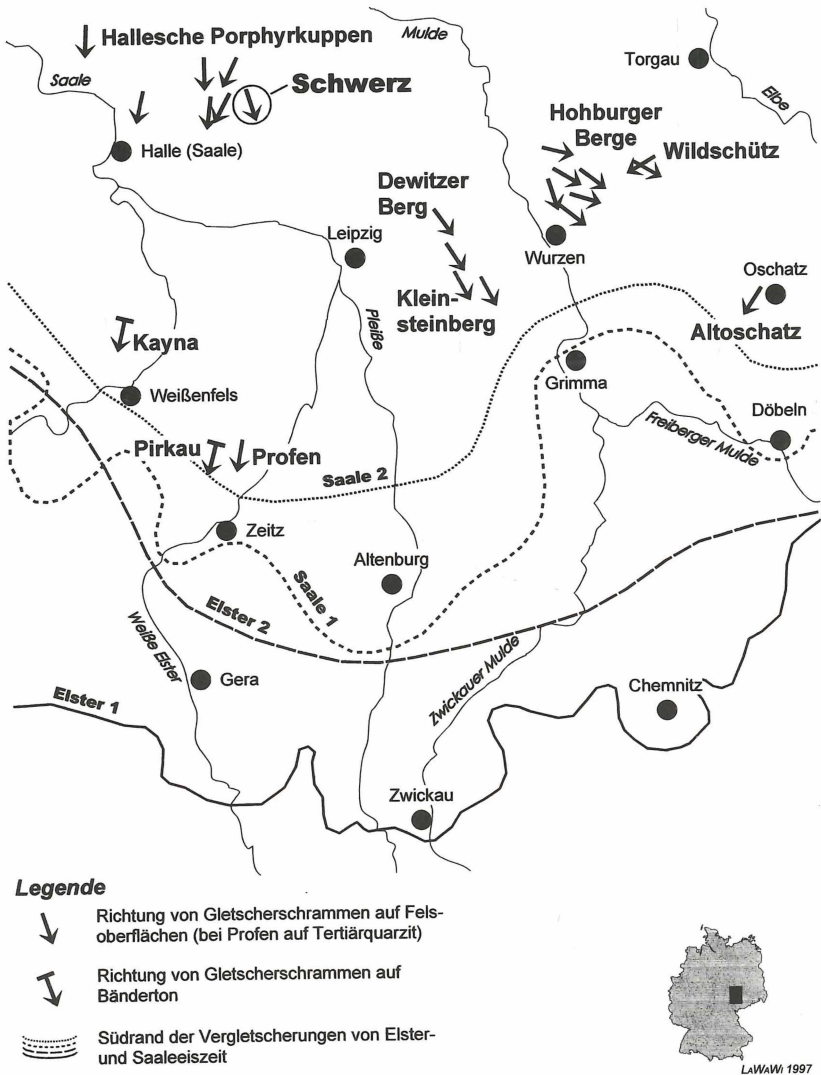 Hallesche Porphyrkuppen
Mulde
Torgau
Saale
Schwerz
Elbe
Hohburger
Berge
Wildschütz
Halle (Saale)
Dewitzer
Berg
Leipzig
Wurzen
Oschatz
Klein-
steinberg
Pleiße
Altoschatz
Kayna
Grimma
Weißenfels
Döbeln
Freiberger Mulde
Pirkau
Profen
Saale 2
Zeitz
Altenburg
Saale 1
Elster 2
Weiße Elster
Zwickauer Mulde
Gera
Chemnitz
Elster 1
Zwickau
Legende
Richtung von Gletscherschrammen auf Fels-
oberflächen (bei Profen auf Tertiärquarzit)
Richtung von Gletscherschrammen auf
Bänderton
Südrand der Vergletscherungen von Elster-
und Saaleeiszeit
LAWAWI 1997